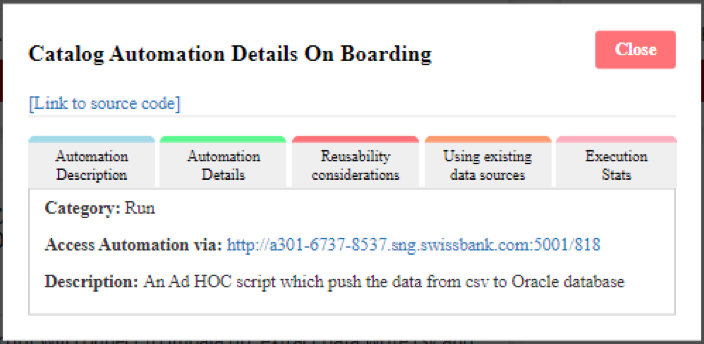 Catalog Automation Details On Boarding
Close
[Link to source code]
Automation
Description
Automation
Details
Reusability
considerations
Using existing
data sources
Execution
Stats
Category: Run
Access Automation via: http://a301-6737-8537.sng.swissbank.com:5001/818
Description: An Ad HOC script which push the data from csv to Oracle database